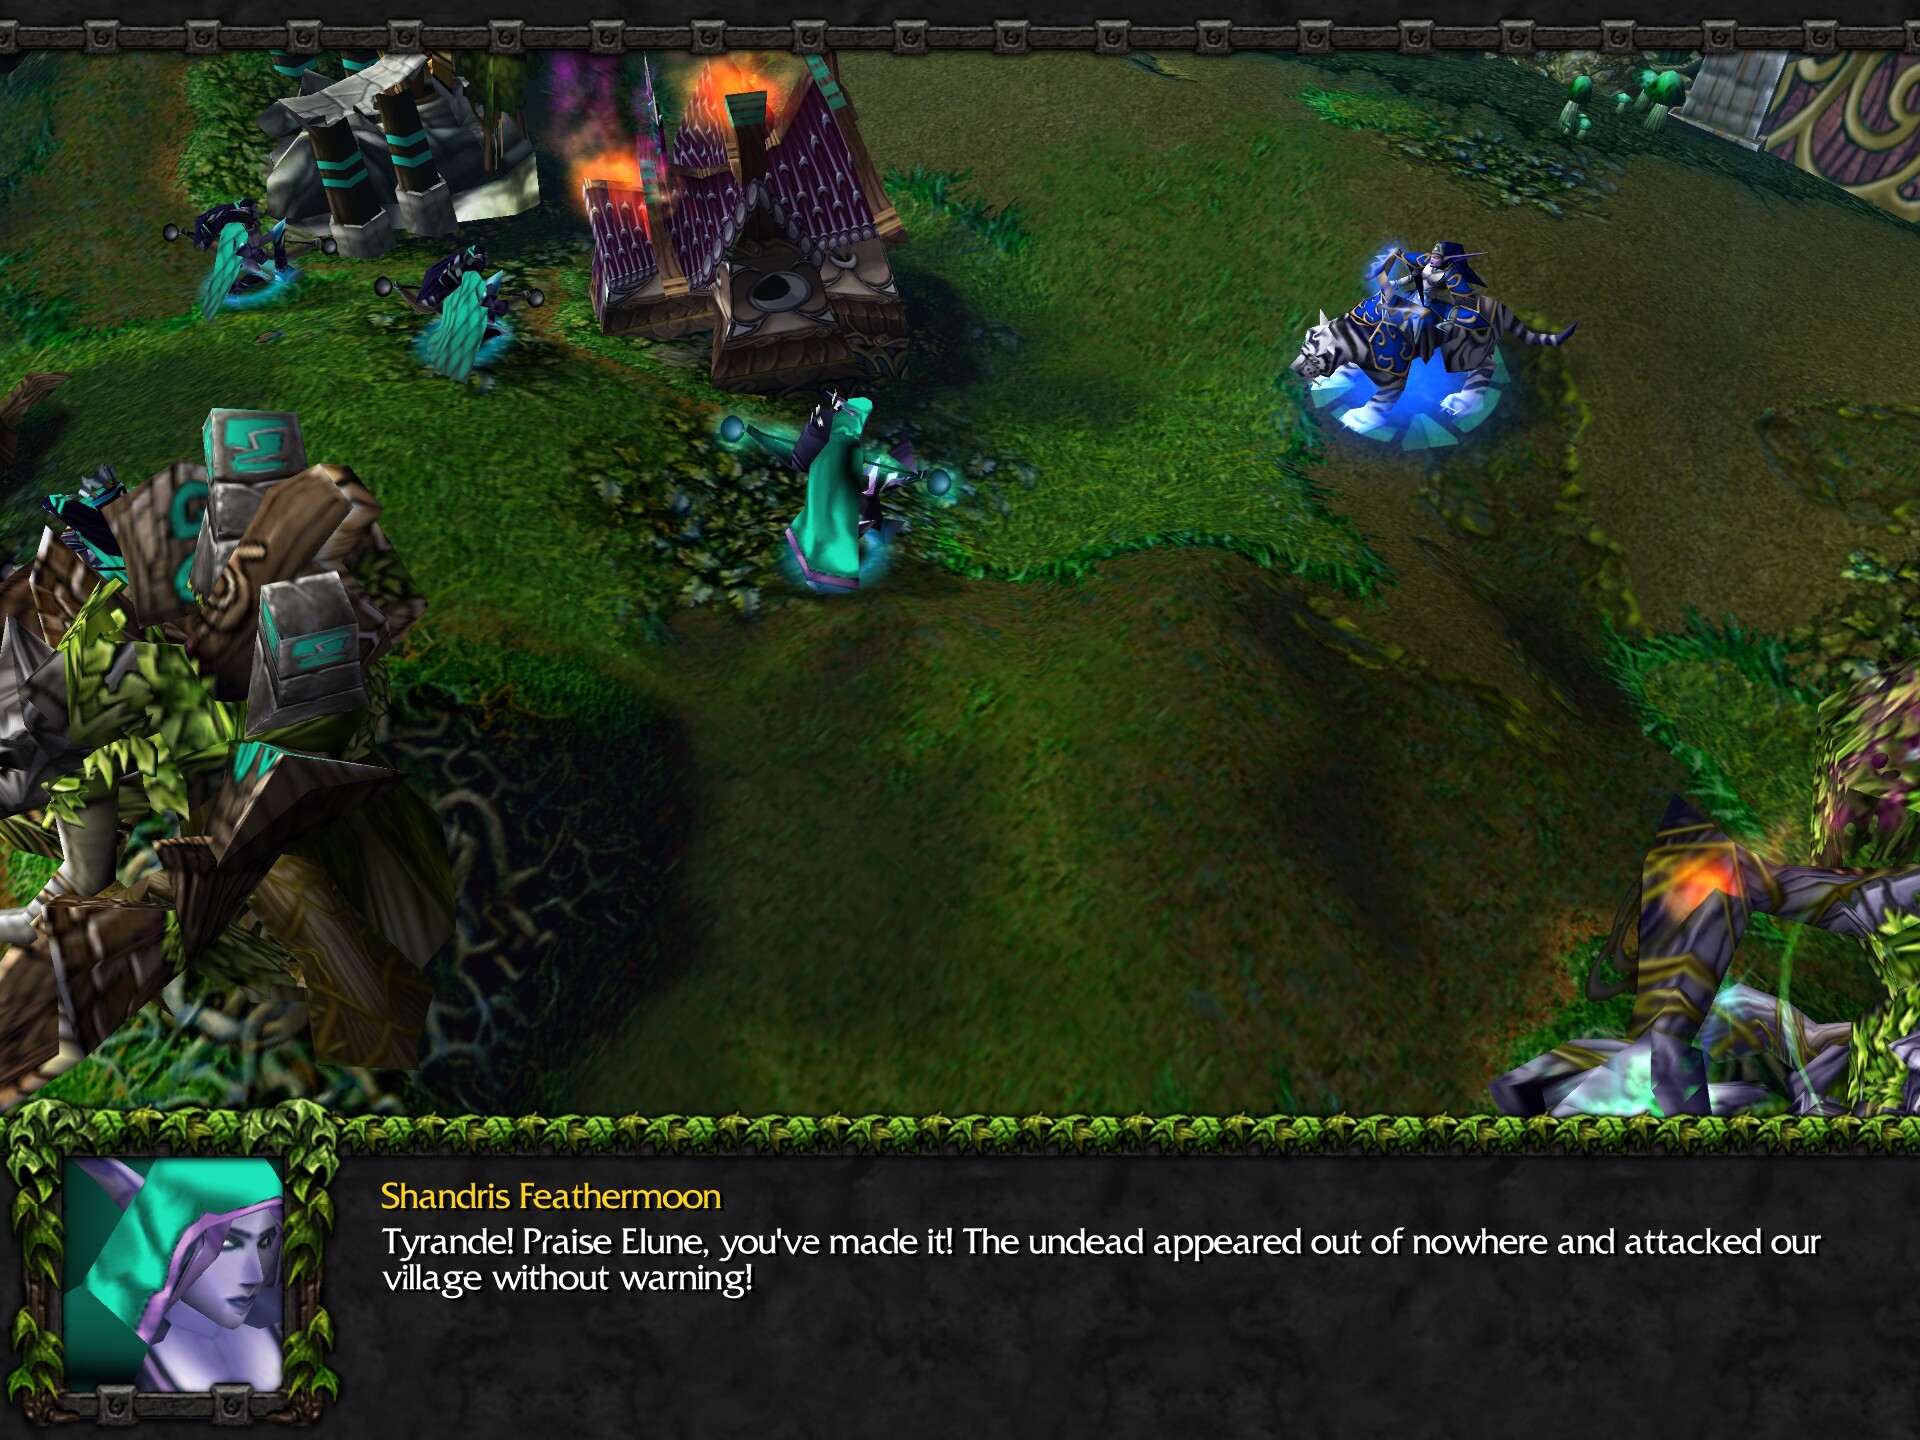 Shandris Feathermoon
Tyrande! Praise Elune, you've made it! The undead appeared out of nowhere and attacked our
village without warning!